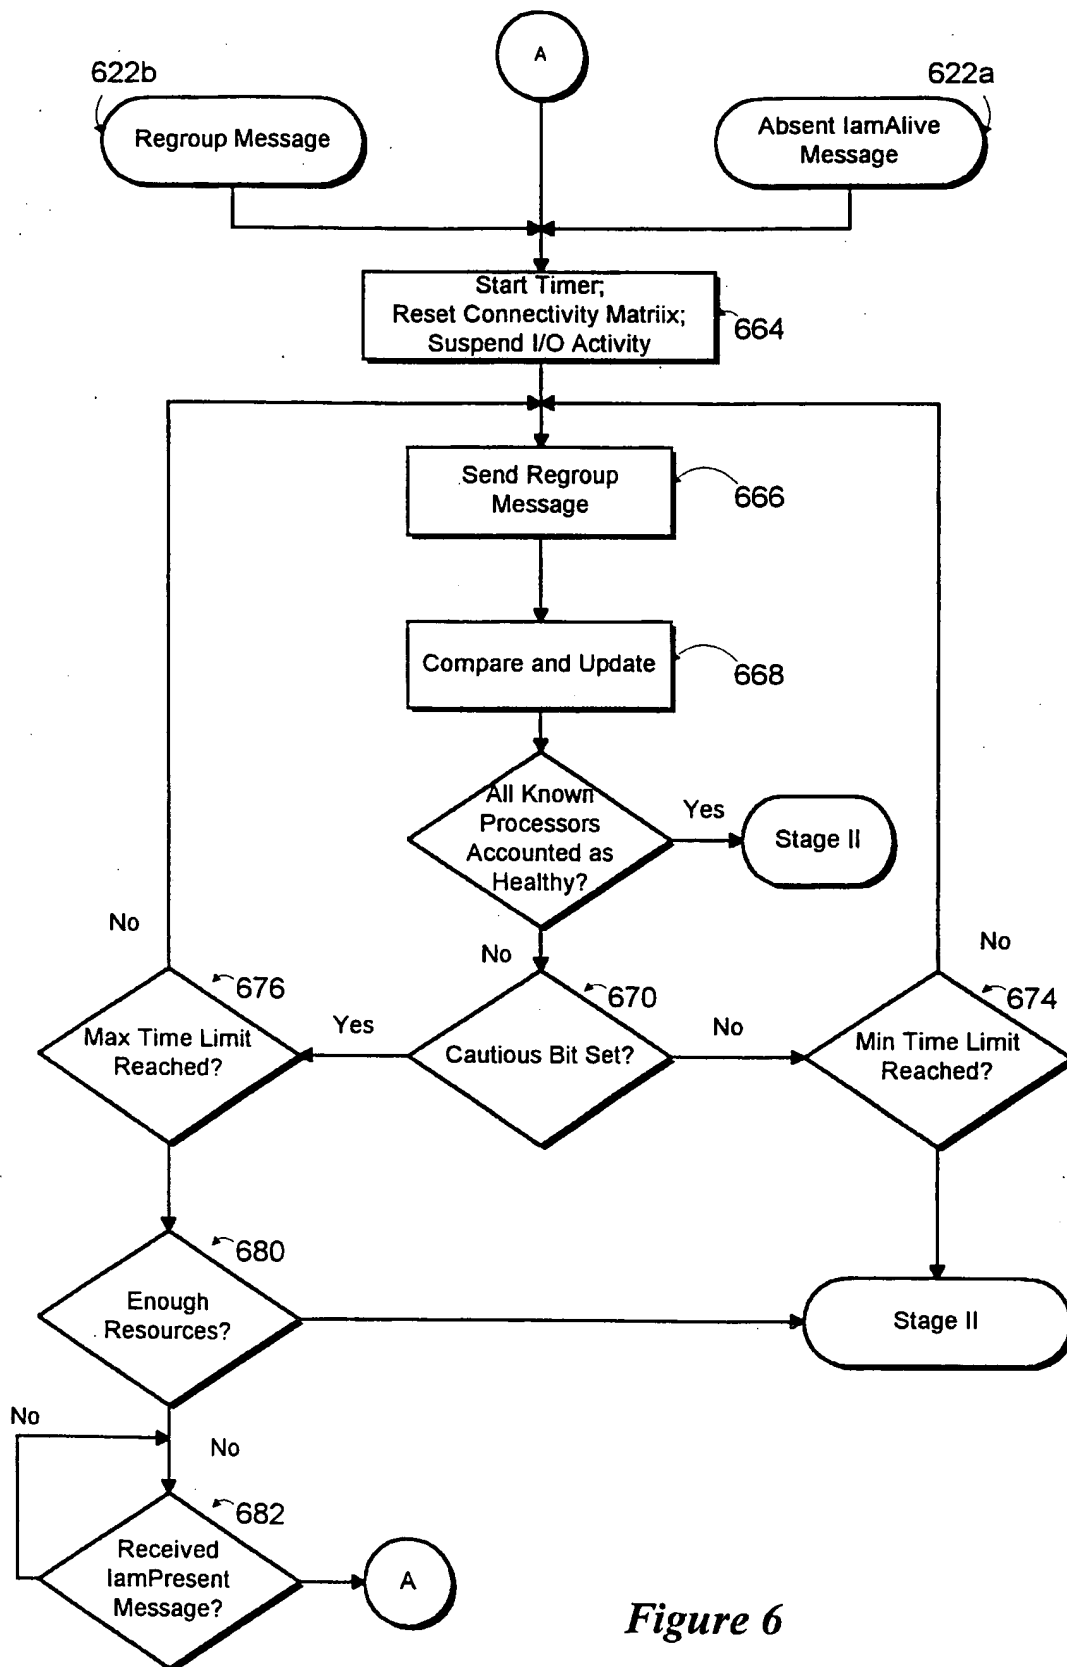 A
622b
622a
Regroup Message
Absent IamAlive
Message
Start Timer;
Reset Connectivity Matriix;
Suspend I/O Activity
664
Send Regroup
Message
666
Compare and Update
668
All Known
Processors
Accounted as
Healthy?
Yes
Stage II
No
No
No
676
670
674
Max Time Limit
Reached?
Yes
Cautious Bit Set?
No
Min Time Limit
Reached?
680
Enough
Resources?
Stage II
No
No
682
Received
IamPresent
Message?
A
Figure 6